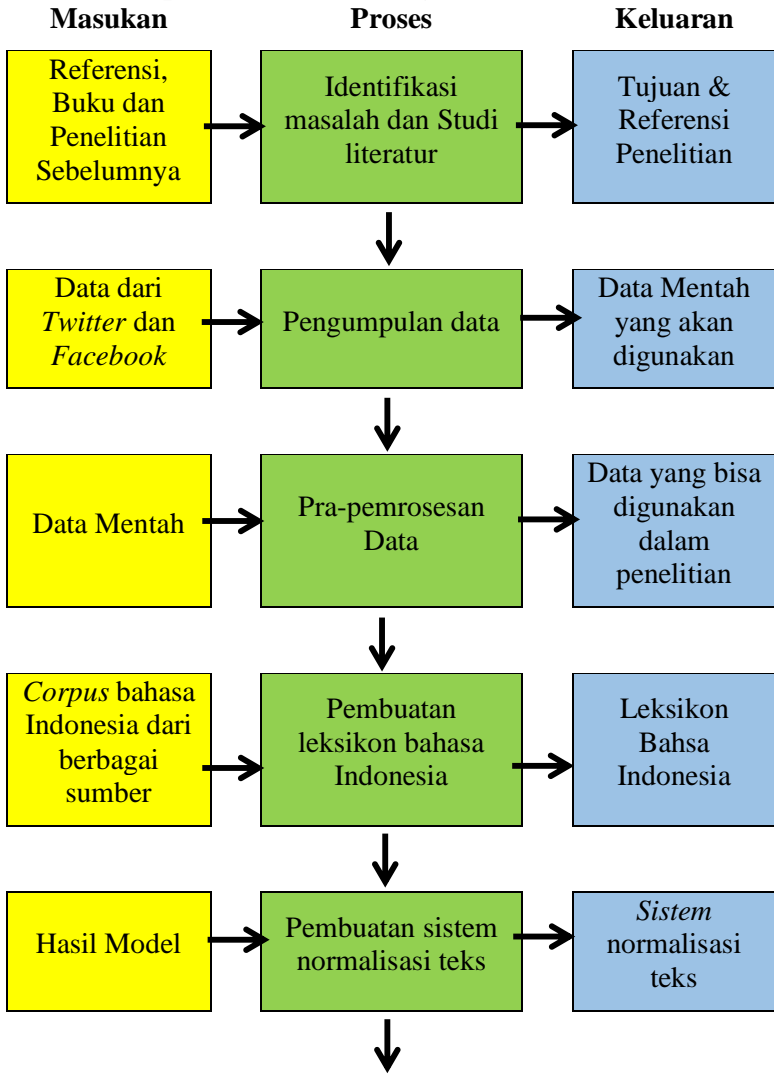 Masukan
Proses
Keluaran
Referensi,
Buku dan
Penelitian
Sebelumnya
Identifikasi
masalah dan Studi
literatur
Tujuan &
Referensi
Penelitian
Data dari
Twitter dan
Facebook
Pengumpulan data
Data Mentah
yang akan
digunakan
Data Mentah
Pra-pemrosesan
Data
Data yang bisa
digunakan
dalam
penelitian
Corpus bahasa
Indonesia dari
berbagai
sumber
Pembuatan
leksikon bahasa
Indonesia
Leksikon
Bahsa
Indonesia
Hasil Model
Pembuatan sistem
normalisasi teks
Sistem
normalisasi
teks